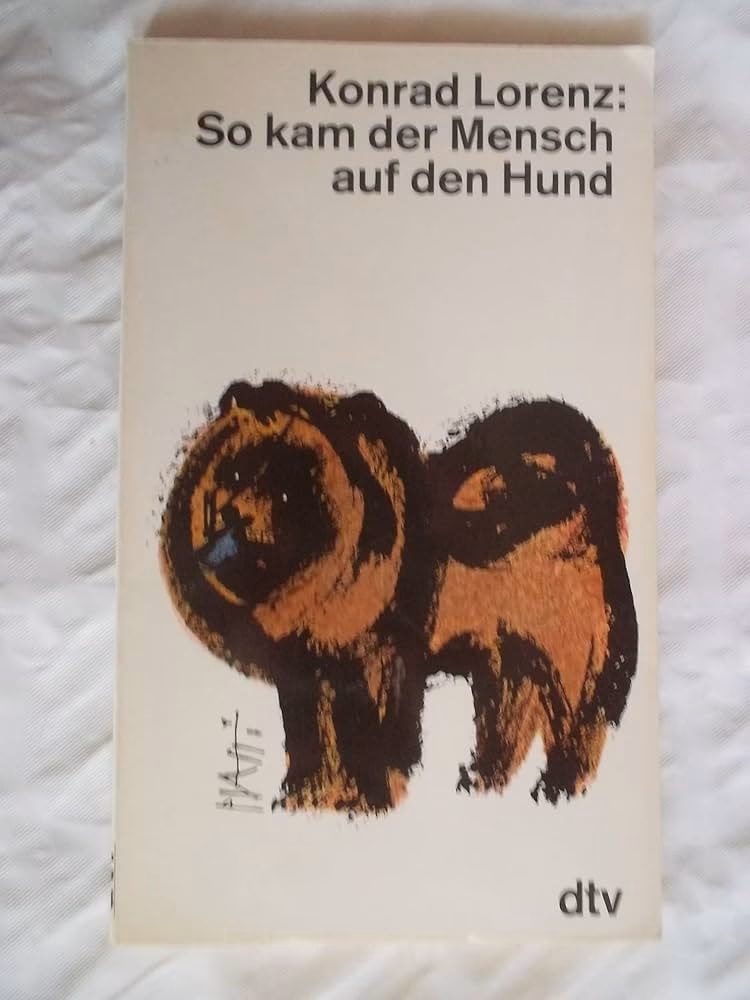 Konrad Lorenz:
So kam der Mensch
auf den Hund
dtv